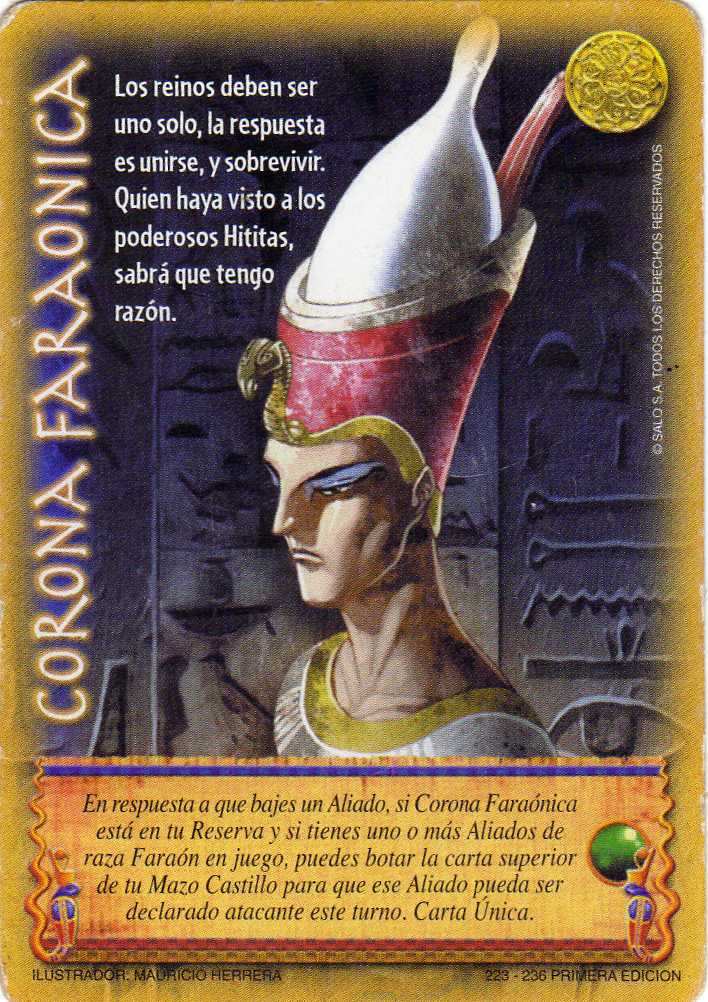 CORONA FARAONICA
Los reinos deben ser
uno solo, la respuesta
es unirse, y sobrevivir.
Quien haya visto a los
poderosos Hititas,
sabrá que tengo
razón.
© SALO S.A. TODOS LOS DERECHOS RESERVADOS
En respuesta a que bajes un Aliado, si Corona Faraónica
está en tu Reserva y si tienes uno o más Aliados de
raza Faraón en juego, puedes botar la carta superior
de tu Mazo Castillo para que ese Aliado pueda ser
declarado atacante este turno. Carta Única.
ILUSTRADOR: MAURICIO HERRERA
223 - 236 PRIMERA EDICION